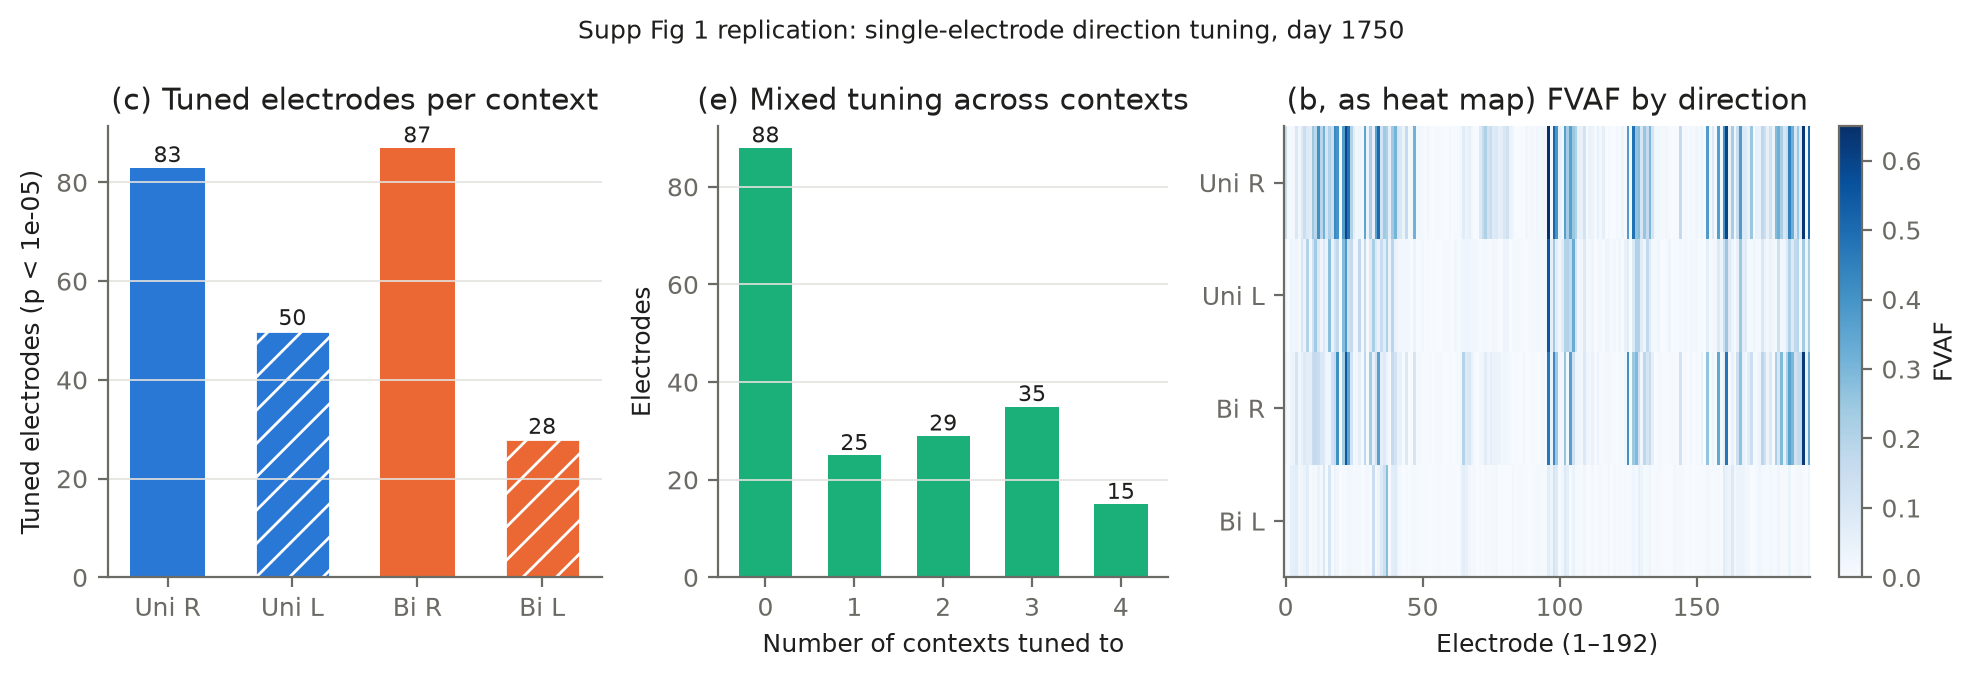 Supp Fig 1 replication: single-electrode direction tuning, day 1750
(c) Tuned electrodes per context
Tuned electrodes (p < 1e-05)
80
60
40
20
0
83
50
87
28
Uni R
Uni L
Bi R
Bi L
(e) Mixed tuning across contexts
Electrodes
80
60
40
20
0
88
25
29
35
15
0
1
2
3
4
Number of contexts tuned to
(b, as heat map) FVAF by direction
Uni R
Uni L
Bi R
Bi L
0
50
100
150
Electrode (1–192)
0.6
0.5
0.4
0.3
0.2
0.1
0.0
FVAF